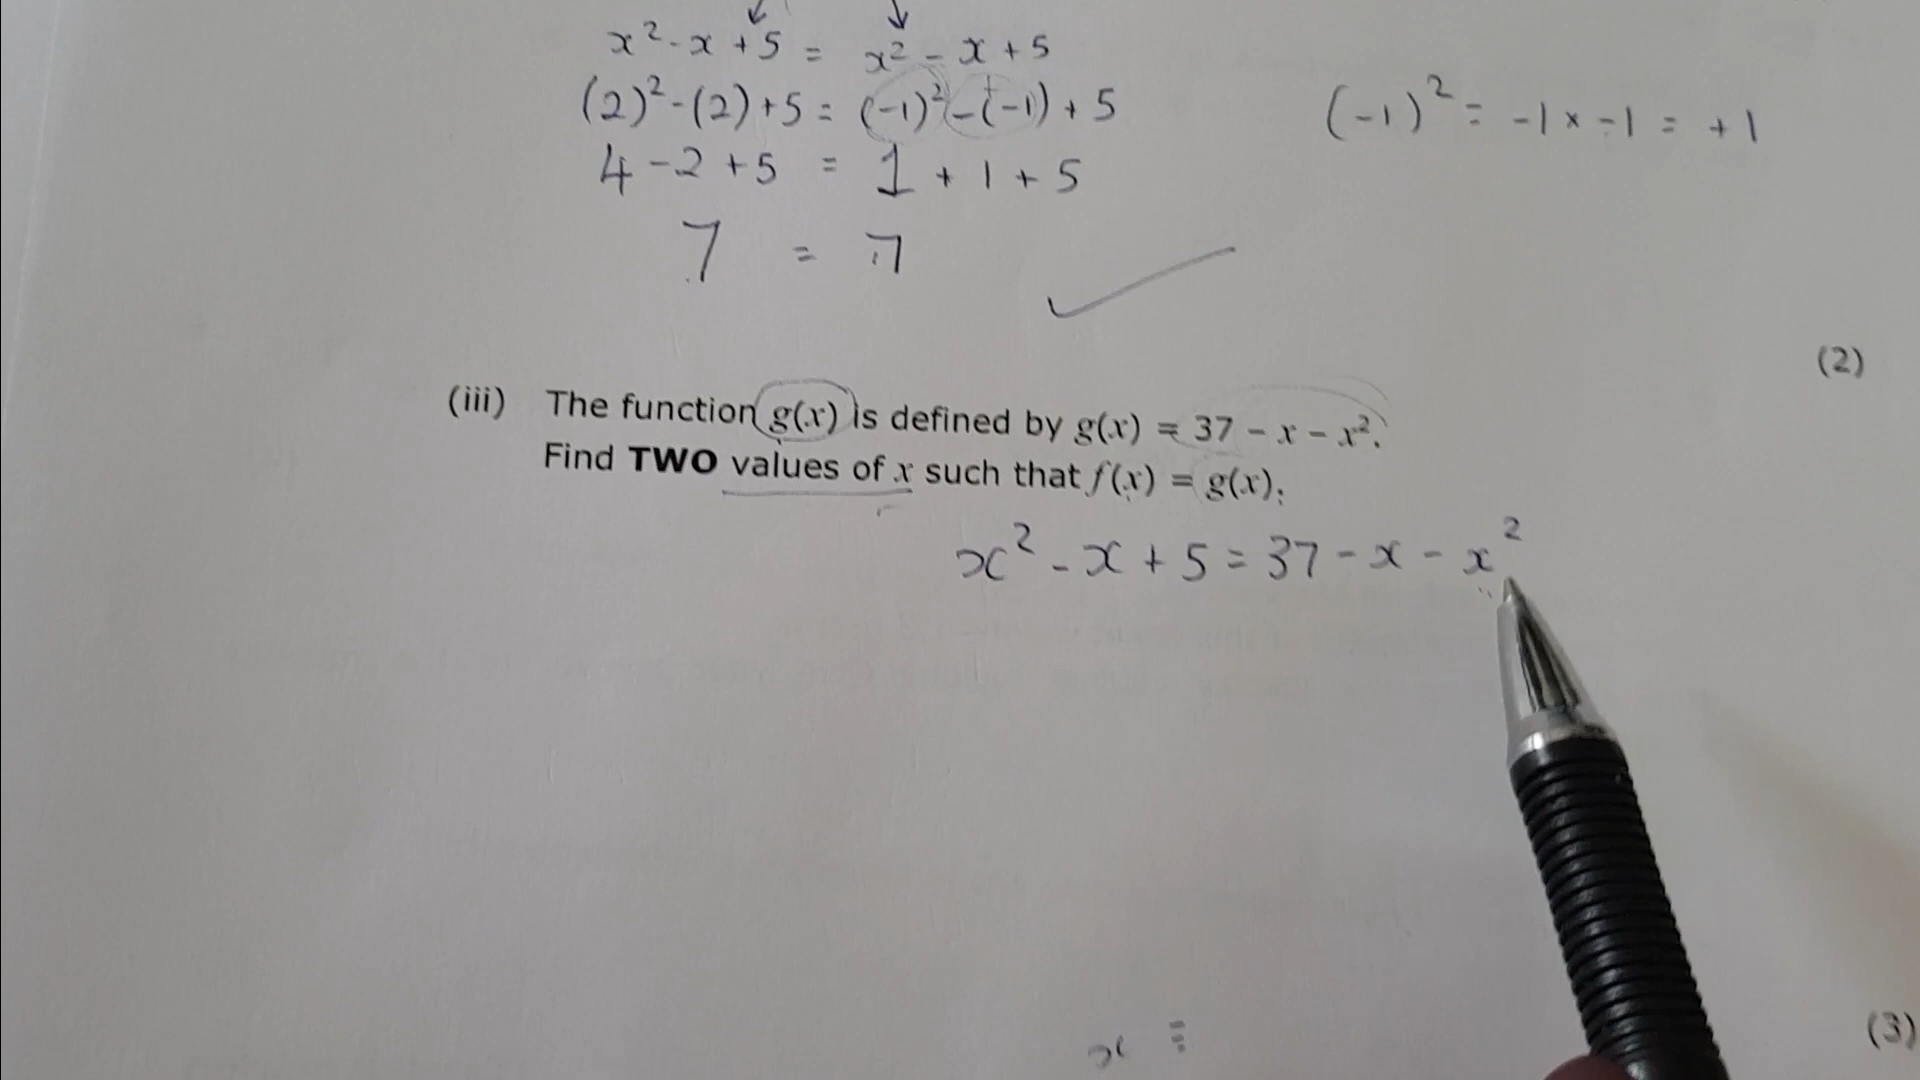 x² - x + 5 = x² - x + 5
(2)² - (2) + 5 = (-1)² - (-1) + 5
(-1)² = -1 × -1 = +1
4 - 2 + 5 = 1 + 1 + 5
7 = 7
(2)
(iii) The function g(x) is defined by g(x) = 37 – x – x².
Find TWO values of x such that f(x) = g(x).
x² - x + 5 = 37 - x - x²
x =
(3)